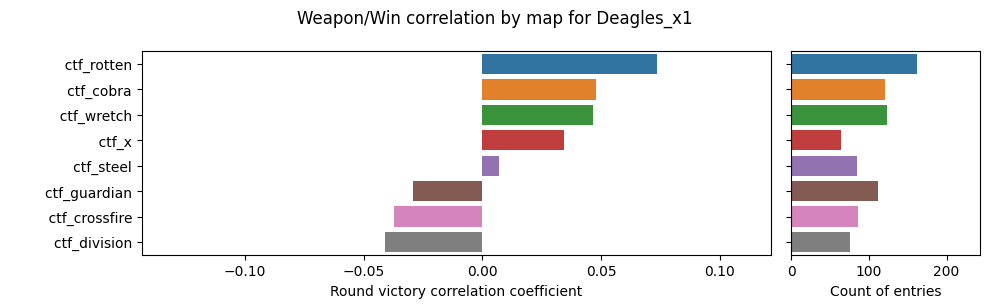 Weapon/Win correlation by map for Deagles_x1
ctf_rotten
ctf_cobra
ctf_wretch
ctf_x
ctf_steel
ctf_guardian
ctf_crossfire
ctf_division
−0.10 −0.05 0.00 0.05 0.10
Round victory correlation coefficient
0 100 200
Count of entries